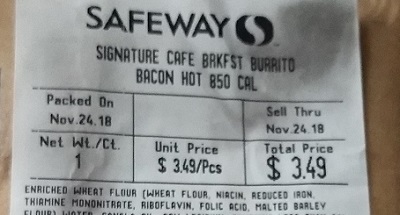 SAFEWAY
SIGNATURE CAFE BRKFST BURRITO
BACON HOT 850 CAL
Packed On
Nov.24.18
Sell Thru
Nov.24.18
Net Wt./Ct.
1
Unit Price
$ 3.49/Pcs
Total Price
$ 3.49
ENRICHED WHEAT FLOUR (WHEAT FLOUR, NIACIN, REDUCED IRON,
THIAMINE MONONITRATE, RIBOFLAVIN, FOLIC ACID, MALTED BARLEY
FLOUR) WATER,